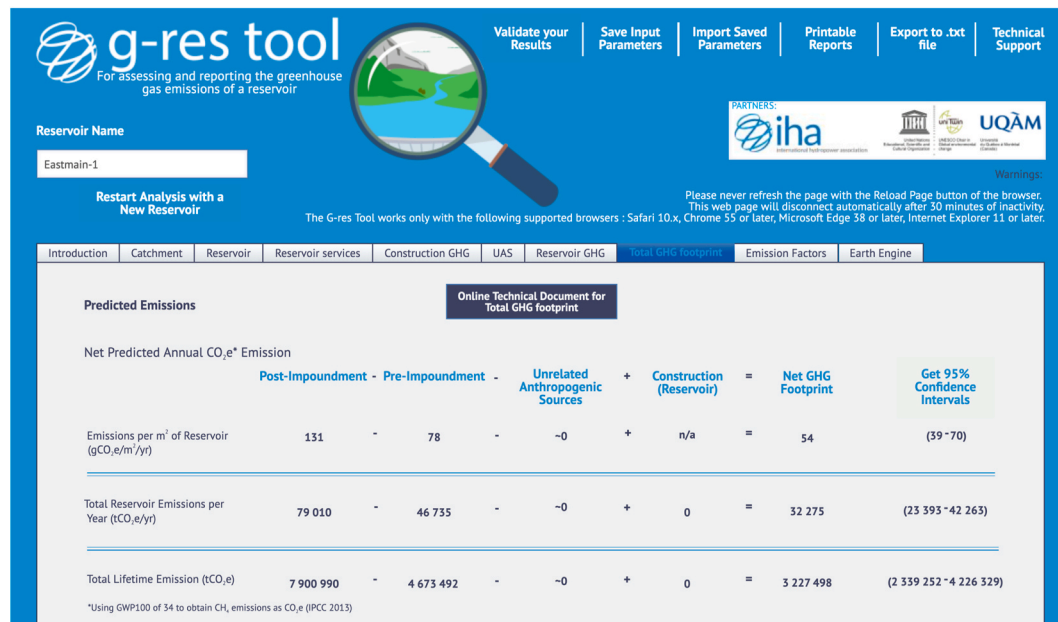 g-res tool
For assessing and reporting the greenhouse
gas emissions of a reservoir
Validate your
Results
Save Input
Parameters
Import Saved
Parameters
Printable
Reports
Export to .txt
file
Technical
Support
PARTNERS:
iha
international hydropower association
uniTwin
UQÀM
Reservoir Name
Eastmain-1
Restart Analysis with a
New Reservoir
Warnings:
Please never refresh the page with the Reload Page button of the browser.
This web page will disconnect automatically after 30 minutes of inactivity.
The G-res Tool works only with the following supported browsers : Safari 10.x, Chrome 55 or later, Microsoft Edge 38 or later, Internet Explorer 11 or later.
Introduction Catchment Reservoir Reservoir services Construction GHG UAS Reservoir GHG Total GHG footprint Emission Factors Earth Engine
Predicted Emissions
Online Technical Document for
Total GHG footprint
Net Predicted Annual CO₂e* Emission
Post-Impoundment - Pre-Impoundment - Unrelated Anthropogenic Sources + Construction (Reservoir) = Net GHG Footprint Get 95% Confidence Intervals
Emissions per m² of Reservoir
(gCO₂e/m²/yr)
131 - 78 - ~0 + n/a = 54 (39 - 70)
Total Reservoir Emissions per
Year (tCO₂e/yr)
79 010 - 46 735 - ~0 + 0 = 32 275 (23 393 - 42 263)
Total Lifetime Emission (tCO₂e) 7 900 990 - 4 673 492 - ~0 + 0 = 3 227 498 (2 339 252 - 4 226 329)
*Using GWP100 of 34 to obtain CH₄ emissions as CO₂e (IPCC 2013)